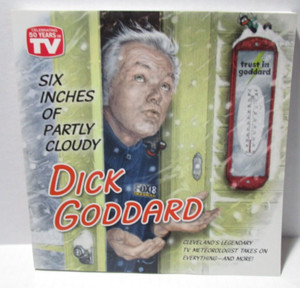 CELEBRATING
50 YEARS IN
TV
SIX
INCHES
OF
PARTLY
CLOUDY
trust in
goddard
DICK
GODDARD
CLEVELAND'S LEGENDARY
TV METEOROLOGIST TAKES ON
EVERYTHING—AND MORE!